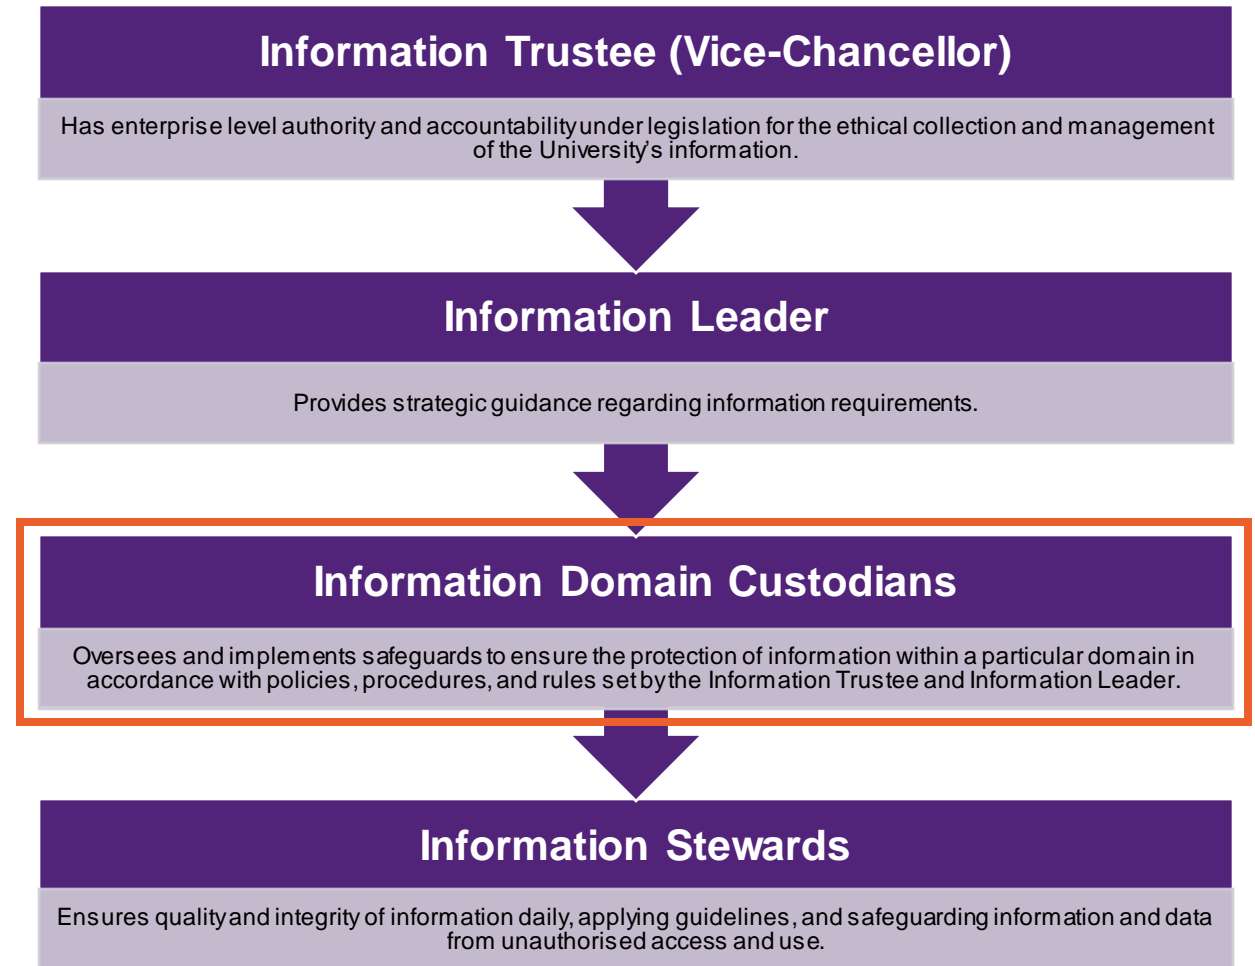 Information Trustee (Vice-Chancellor)
Has enterprise level authority and accountability under legislation for the ethical collection and management
of the University's information.
Information Leader
Provides strategic guidance regarding information requirements.
Information Domain Custodians
Oversees and implements safeguards to ensure the protection of information within a particular domain in
accordance with policies, procedures, and rules set by the Information Trustee and Information Leader.
Information Stewards
Ensures quality and integrity of information daily, applying guidelines, and safeguarding information and data
from unauthorised access and use.